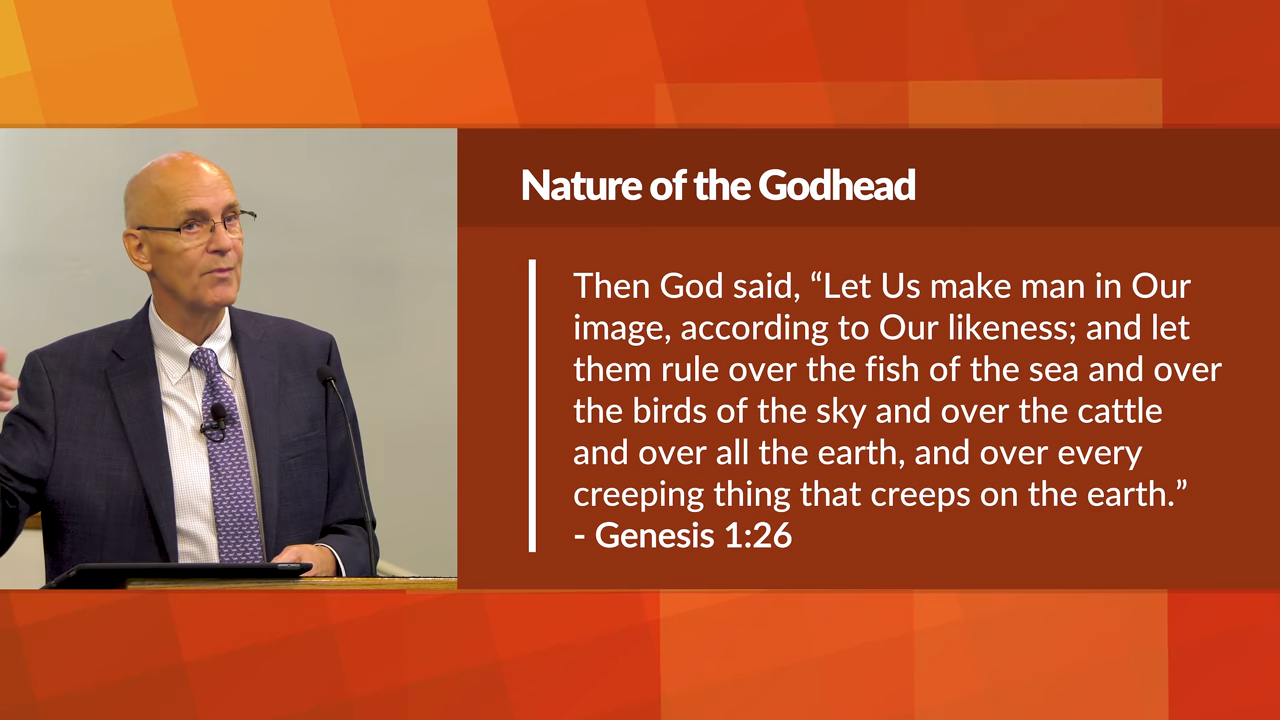 Nature of the Godhead
Then God said, “Let Us make man in Our
image, according to Our likeness; and let
them rule over the fish of the sea and over
the birds of the sky and over the cattle
and over all the earth, and over every
creeping thing that creeps on the earth.”
- Genesis 1:26